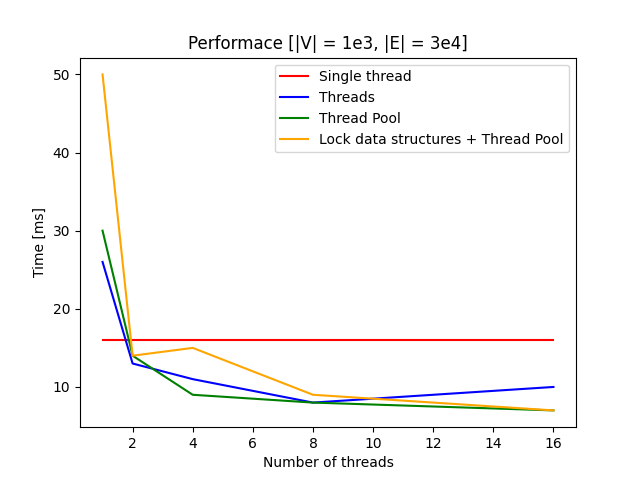 Performace [|V| = 1e3, |E| = 3e4]
Single thread
Threads
Thread Pool
Lock data structures + Thread Pool
50
40
30
20
10
Time [ms]
2 4 6 8 10 12 14 16
Number of threads